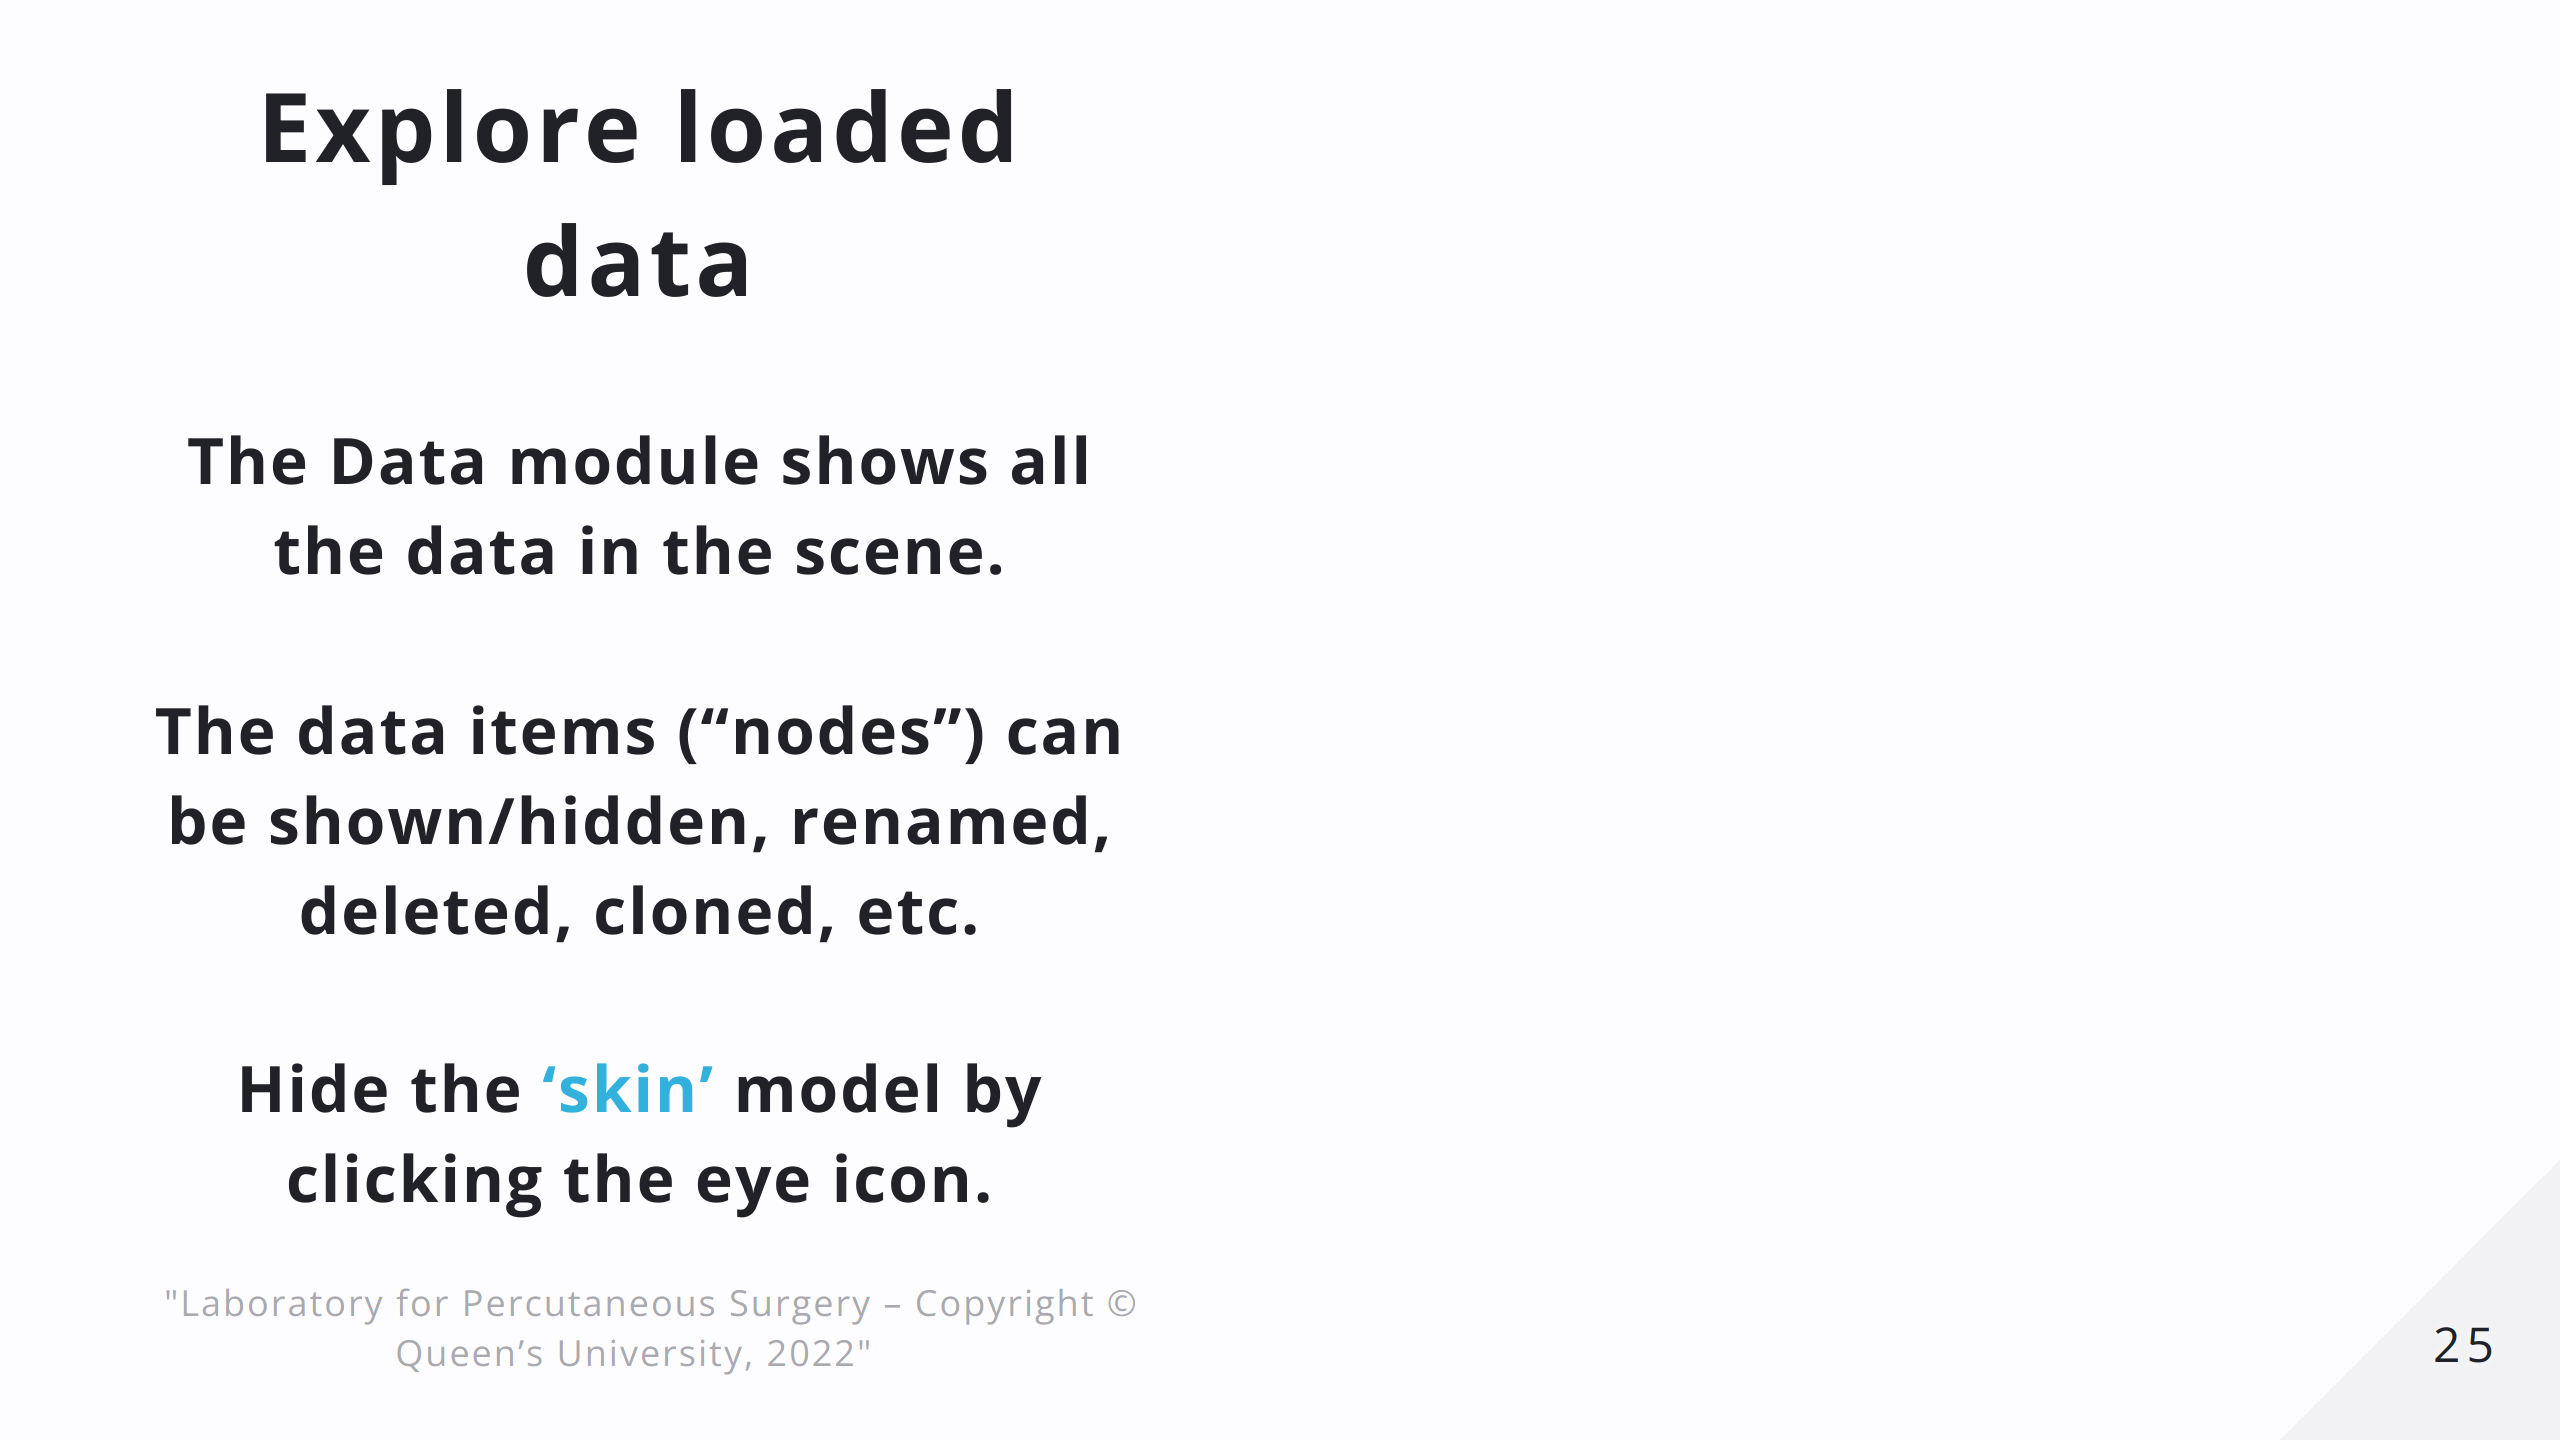 Explore loaded
data
The Data module shows all
the data in the scene.
The data items (“nodes”) can
be shown/hidden, renamed,
deleted, cloned, etc.
Hide the ‘skin’ model by
clicking the eye icon.
"Laboratory for Percutaneous Surgery – Copyright ©
Queen’s University, 2022"
25